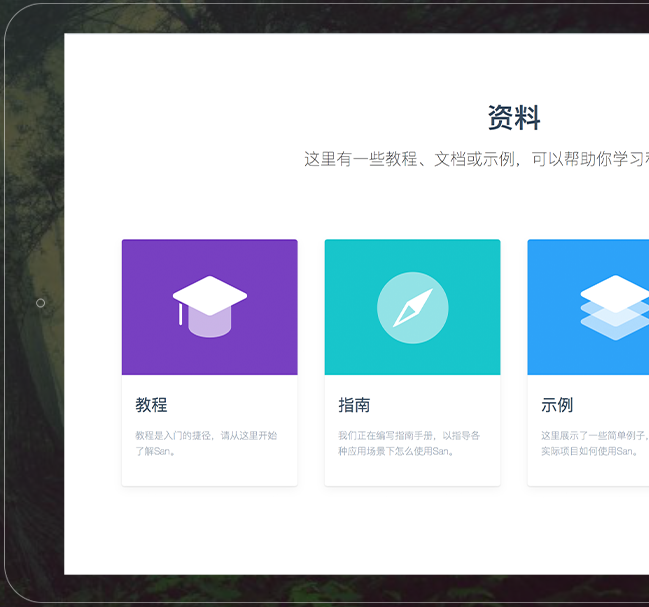 资料
这里有一些教程、文档或示例，可以帮助你学习
教程
教程是入门的捷径，请从这里开始
了解San。
指南
我们正在编写指南手册，以指导各
种应用场景下怎么使用San。
示例
这里展示了一些简单例子，
实际项目如何使用San。